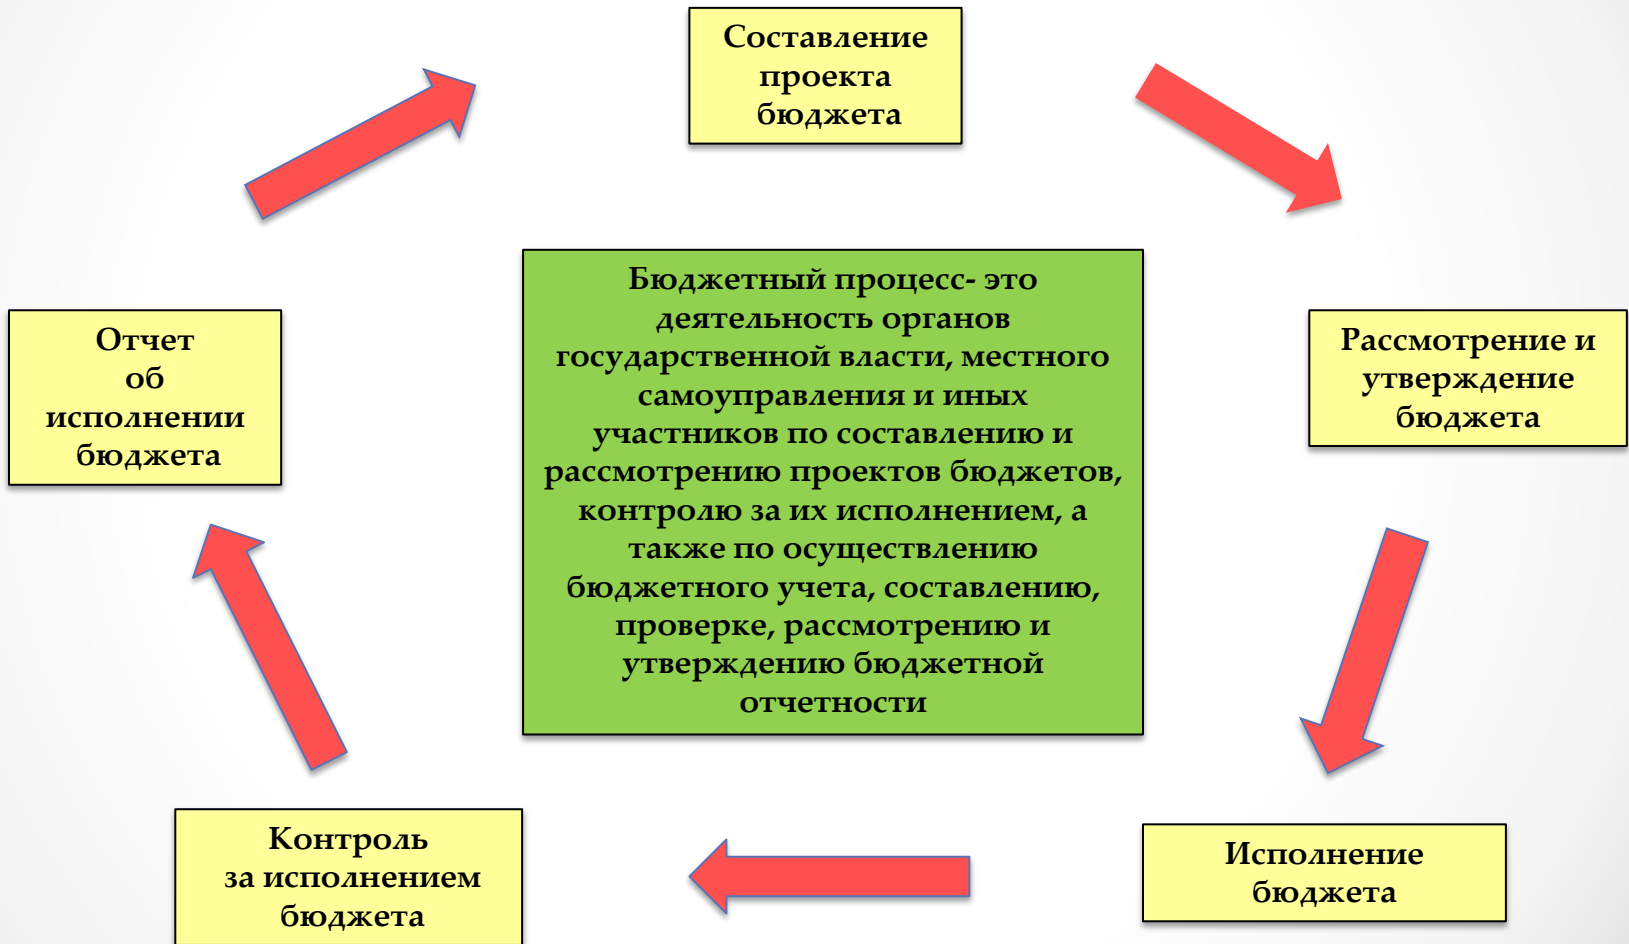 Составление
проекта
бюджета
Бюджетный процесс- это
деятельность органов
государственной власти, местного
самоуправления и иных
участников по составлению и
рассмотрению проектов бюджетов,
контролю за их исполнением, а
также по осуществлению
бюджетного учета, составлению,
проверке, рассмотрению и
утверждению бюджетной
отчетности
Отчет
об
исполнении
бюджета
Рассмотрение и
утверждение
бюджета
Контроль
за исполнением
бюджета
Исполнение
бюджета